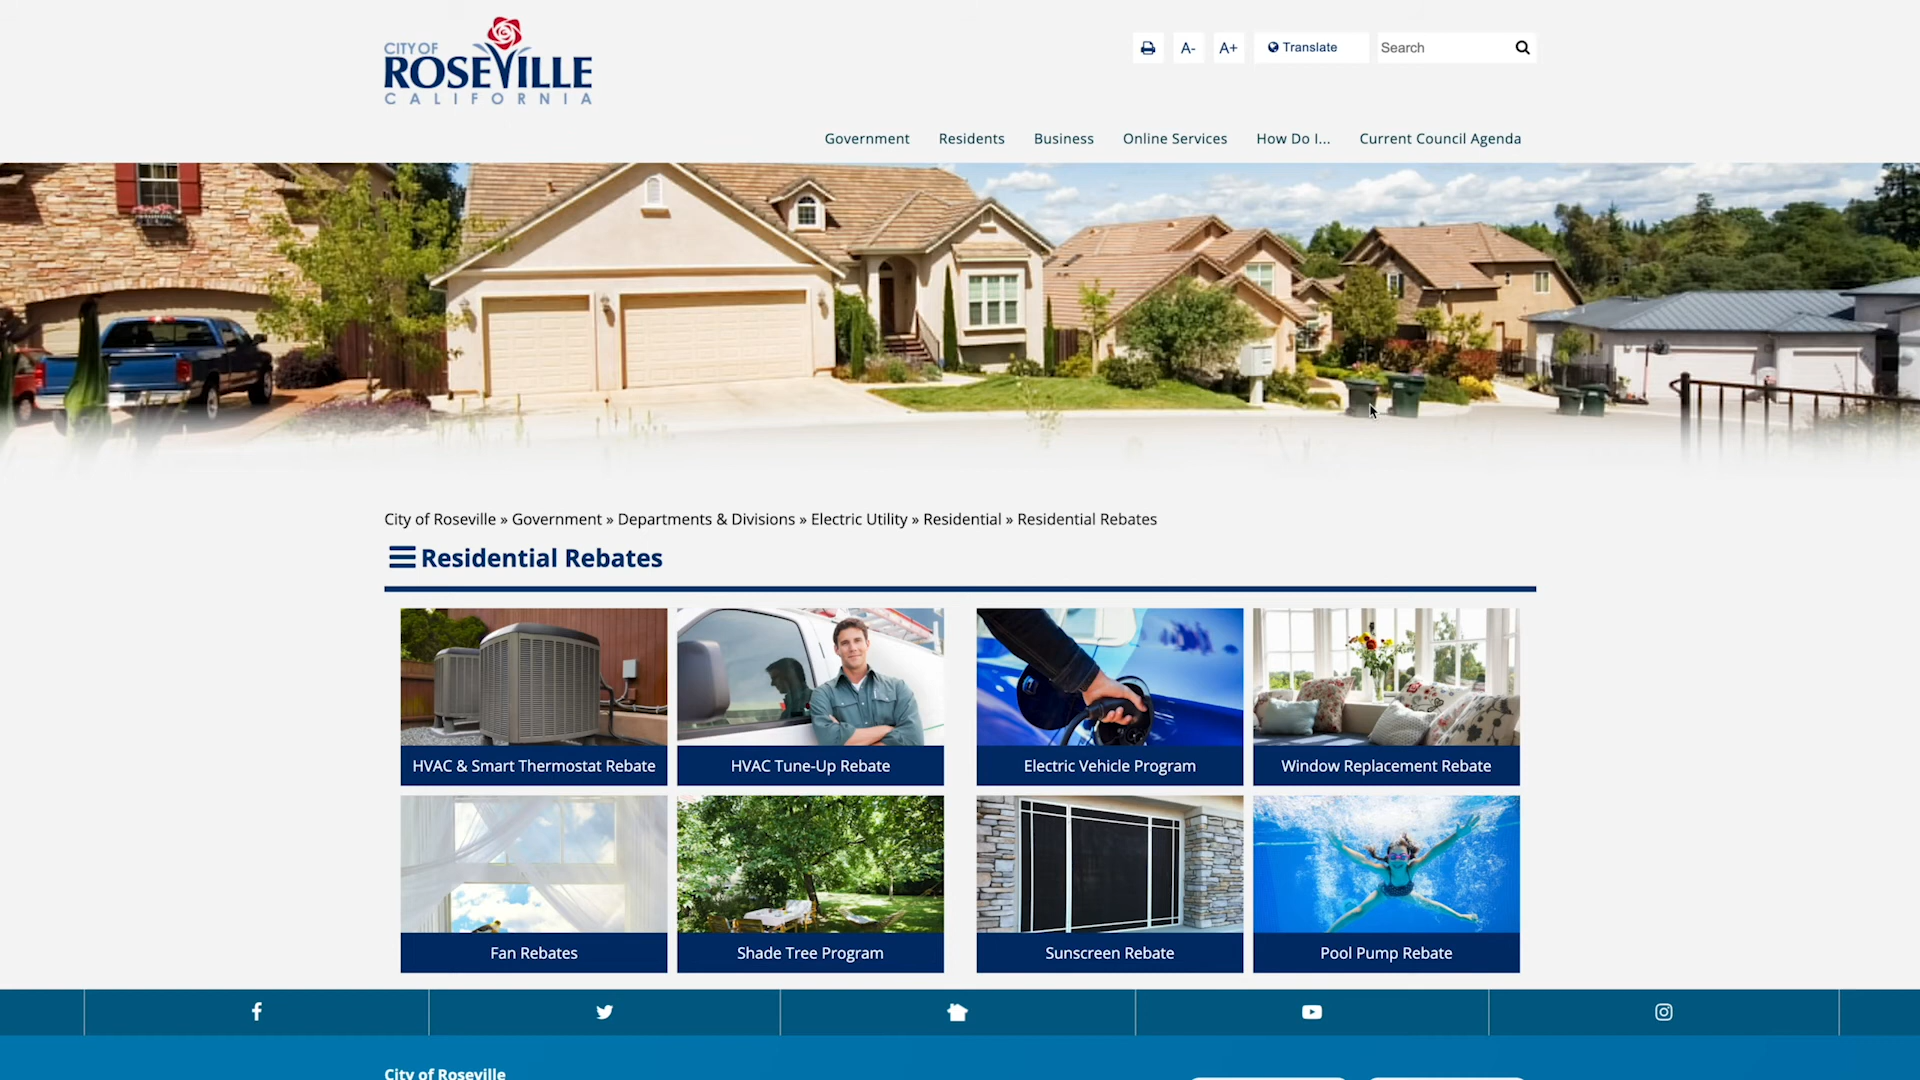 CITY OF
ROSEVILLE
CALIFORNIA
A-
A+
Translate
Search
Government
Residents
Business
Online Services
How Do I...
Current Council Agenda
City of Roseville » Government » Departments & Divisions » Electric Utility » Residential » Residential Rebates
Residential Rebates
HVAC & Smart Thermostat Rebate
HVAC Tune-Up Rebate
Electric Vehicle Program
Window Replacement Rebate
Fan Rebates
Shade Tree Program
Sunscreen Rebate
Pool Pump Rebate
City of Roseville